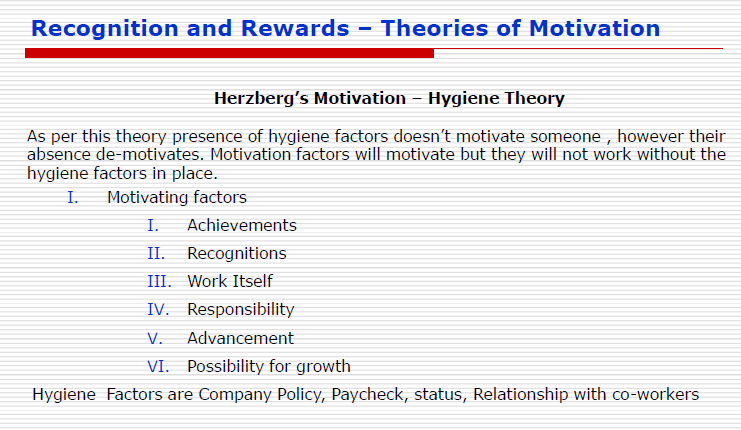 Recognition and Rewards – Theories of Motivation
Herzberg's Motivation – Hygiene Theory
As per this theory presence of hygiene factors doesn't motivate someone , however their
absence de-motivates. Motivation factors will motivate but they will not work without the
hygiene factors in place.
I. Motivating factors
I. Achievements
II. Recognitions
III. Work Itself
IV. Responsibility
V. Advancement
VI. Possibility for growth
Hygiene Factors are Company Policy, Paycheck, status, Relationship with co-workers